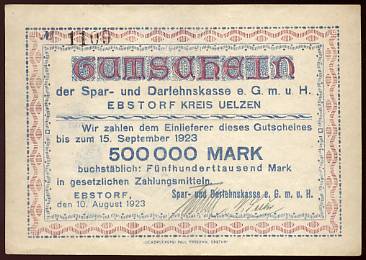 № 1109
GUTSCHEIN
der Spar- und Darlehnskasse e. G. m. u. H.
EBSTORF KREIS UELZEN
Wir zahlen dem Einlieferer dieses Gutscheines
bis zum 15. September 1923
500 000 MARK
buchstäblich: Fünfhunderttausend Mark
in gesetzlichen Zahlungsmitteln.
EBSTORF, Spar- und Darlehnskasse e. G. m. u. H.
den 10. August 1923